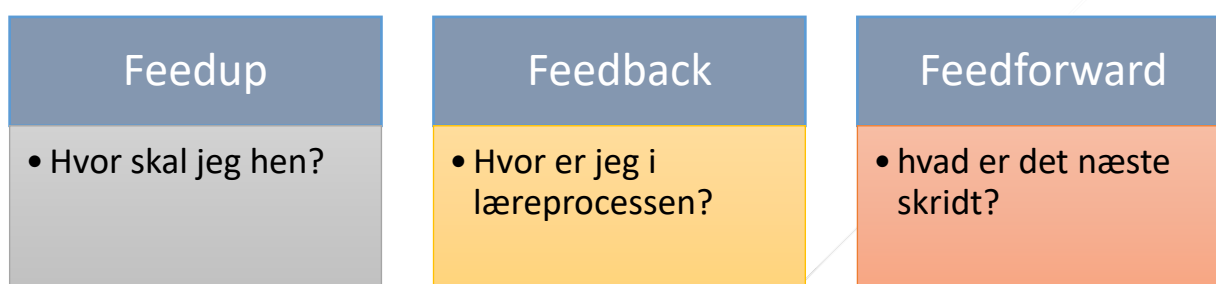 Feedup
• Hvor skal jeg hen?
Feedback
• Hvor er jeg i
læreprocessen?
Feedforward
• hvad er det næste
skridt?